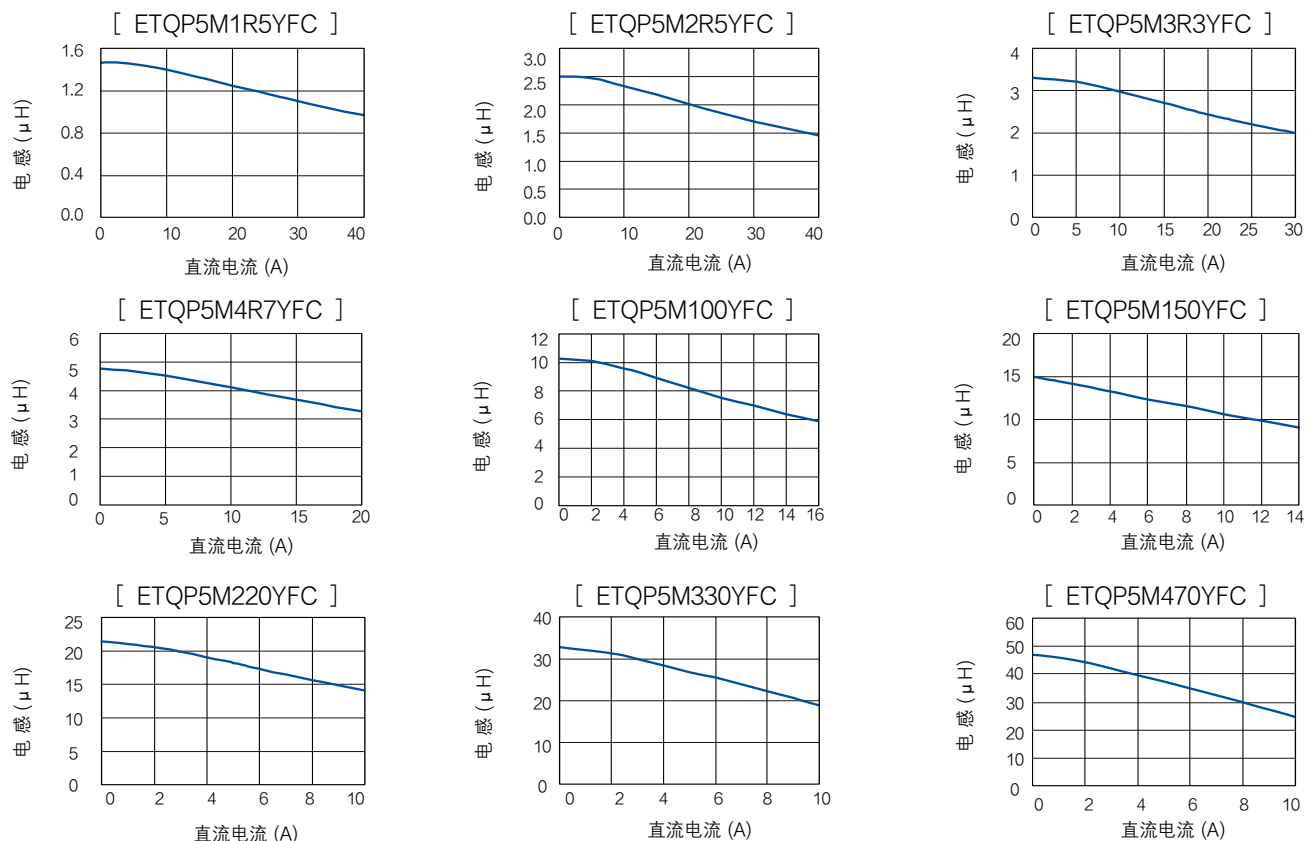 [ ETQP5M1R5YFC ]
1.6
1.2
0.8
0.4
0.0
电 感 (μH)
0 10 20 30 40
直流电流 (A)
[ ETQP5M2R5YFC ]
3.0
2.5
2.0
1.5
1.0
0.5
0.0
电 感 (μH)
0 10 20 30 40
直流电流 (A)
[ ETQP5M3R3YFC ]
4
3
2
1
0
电 感 (μH)
0 5 10 15 20 25 30
直流电流 (A)
[ ETQP5M4R7YFC ]
6
5
4
3
2
1
0
电 感 (μH)
0 5 10 15 20
直流电流 (A)
[ ETQP5M100YFC ]
12
10
8
6
4
2
0
电 感 (μH)
0 2 4 6 8 10 12 14 16
直流电流 (A)
[ ETQP5M150YFC ]
20
15
10
5
0
电 感 (μH)
0 2 4 6 8 10 12 14
直流电流 (A)
[ ETQP5M220YFC ]
25
20
15
10
5
0
电 感 (μH)
0 2 4 6 8 10
直流电流 (A)
[ ETQP5M330YFC ]
40
30
20
10
0
电 感 (μH)
0 2 4 6 8 10
直流电流 (A)
[ ETQP5M470YFC ]
60
50
40
30
20
10
0
电 感 (μH)
0 2 4 6 8 10
直流电流 (A)